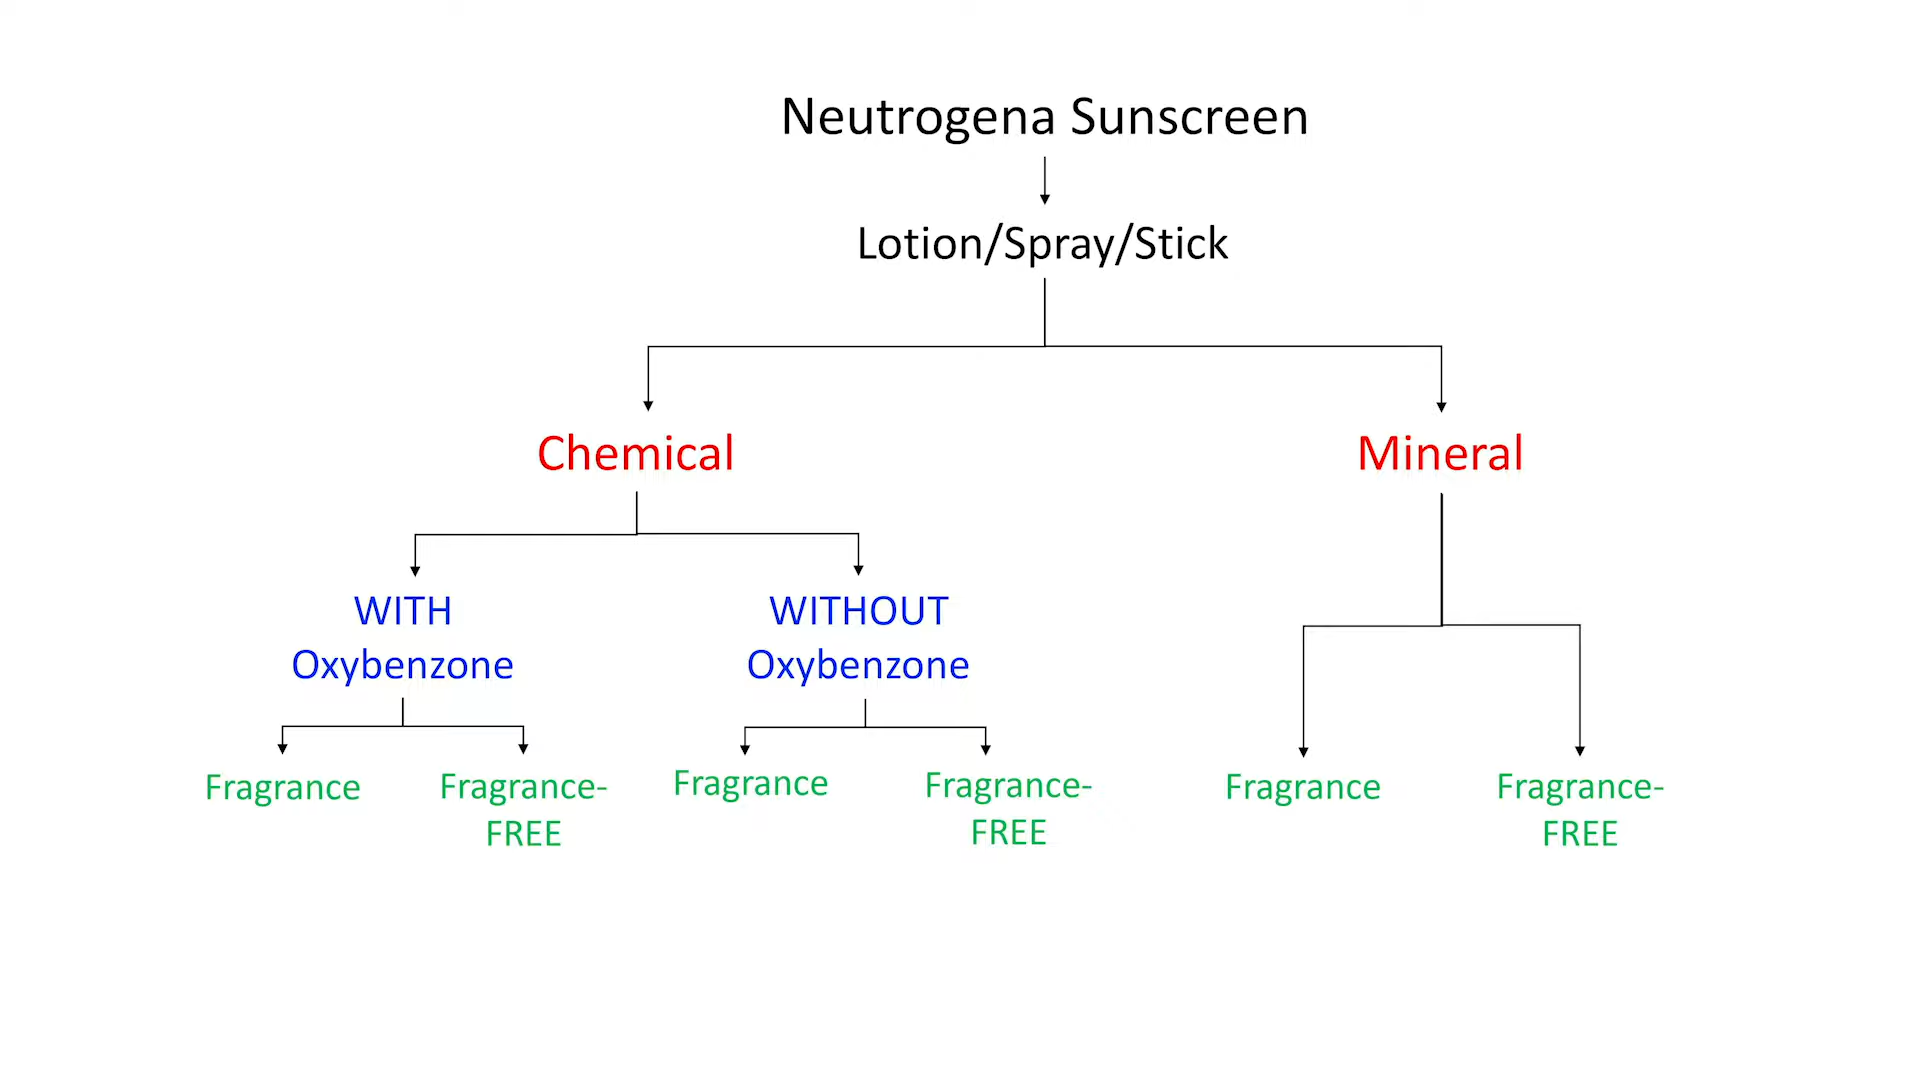 Neutrogena Sunscreen
Lotion/Spray/Stick
Chemical
Mineral
WITH
Oxybenzone
WITHOUT
Oxybenzone
Fragrance
Fragrance-
FREE
Fragrance
Fragrance-
FREE
Fragrance
Fragrance-
FREE